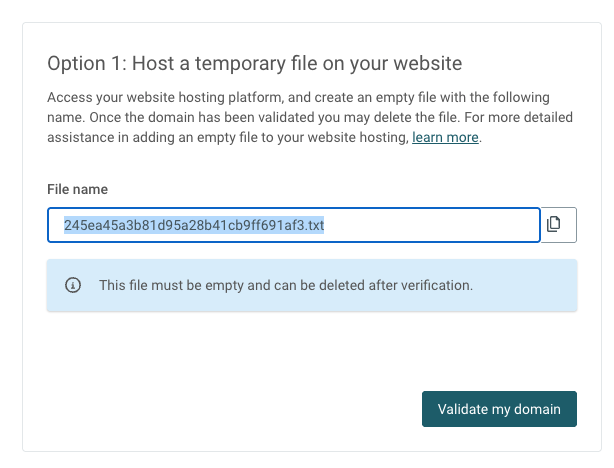 Option 1: Host a temporary file on your website
Access your website hosting platform, and create an empty file with the following
name. Once the domain has been validated you may delete the file. For more detailed
assistance in adding an empty file to your website hosting, learn more.
File name
245ea45a3b81d95a28b41cb9ff691af3.txt
This file must be empty and can be deleted after verification.
Validate my domain